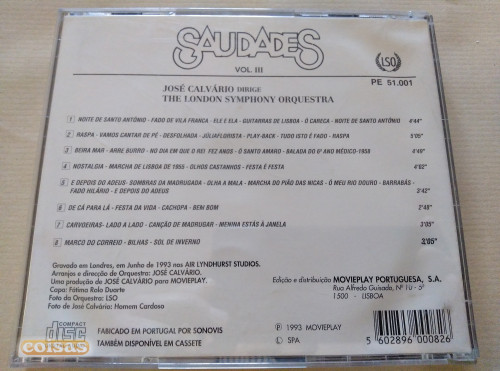 SAUDADES
VOL. III
LSO
PE 51.001
JOSÉ CALVÁRIO DIRIGE
THE LONDON SYMPHONY ORQUESTRA
1 NOITE DE SANTO ANTÓNIO - FADO DE VILA FRANCA - ELE E ELA - GUITARRAS DE LISBOA - Ó CARECA - NOITE DE SANTO ANTÓNIO 4'44"
2 RASPA - VAMOS CANTAR DE PÉ - DESFOLHADA - JÚLIAFLORISTA - PLAY-BACK - TUDO ISTO É FADO - RASPA 5'05"
3 BEIRA MAR - ARRE BURRO - NO DIA EM QUE O REI FEZ ANOS - Ó SANTO AMARO - BALADA DO 6º ANO MÉDICO-1958
4 NOSTALGIA - MARCHA DE LISBOA DE 1955 - OLHOS CASTANHOS - FESTA É FESTA 4'02"
5 E DEPOIS DO ADEUS - SOMBRAS DA MADRUGADA - OLHA A MALA - MARCHA DO PIÃO DAS NICAS - Ó MEU RIO DOURO - BARRABÁS -
FADO HILÁRIO - E DEPOIS DO ADEUS 3'42"
6 DE CÁ PARA LÁ - FESTA DA VIDA - CACHOPA - BEM BOM 2'48"
7 CARVOEIRAS - LADO A LADO - CANÇÃO DE MADRUGAR - MENINA ESTÁS À JANELA 3'05"
8 MARCO DO CORREIO - BILHAS - SOL DE INVERNO 3'05"
Gravado em Londres, em Junho de 1993 nos AIR LYNDHURST STUDIOS.
Arranjos e direcção de Orquestra: JOSÉ CALVÁRIO.
Uma produção de JOSÉ CALVÁRIO para MOVIEPLAY.
Capa: Fátima Rolo Duarte
Foto da Orquestra: LSO
Foto de José Calvário: Homem Cardoso
Edição e distribuição MOVIEPLAY PORTUGUESA, S.A.
Rua Alfredo Guisado, Nº 1U - 5º
1500 - LISBOA
COMPACT
disc
coisas
FABRICADO EM PORTUGAL POR SONOVIS
TAMBÉM DISPONÍVEL EM CASSETE
Ⓟ 1993 MOVIEPLAY
Ⓛ SPA
5 602896 000826